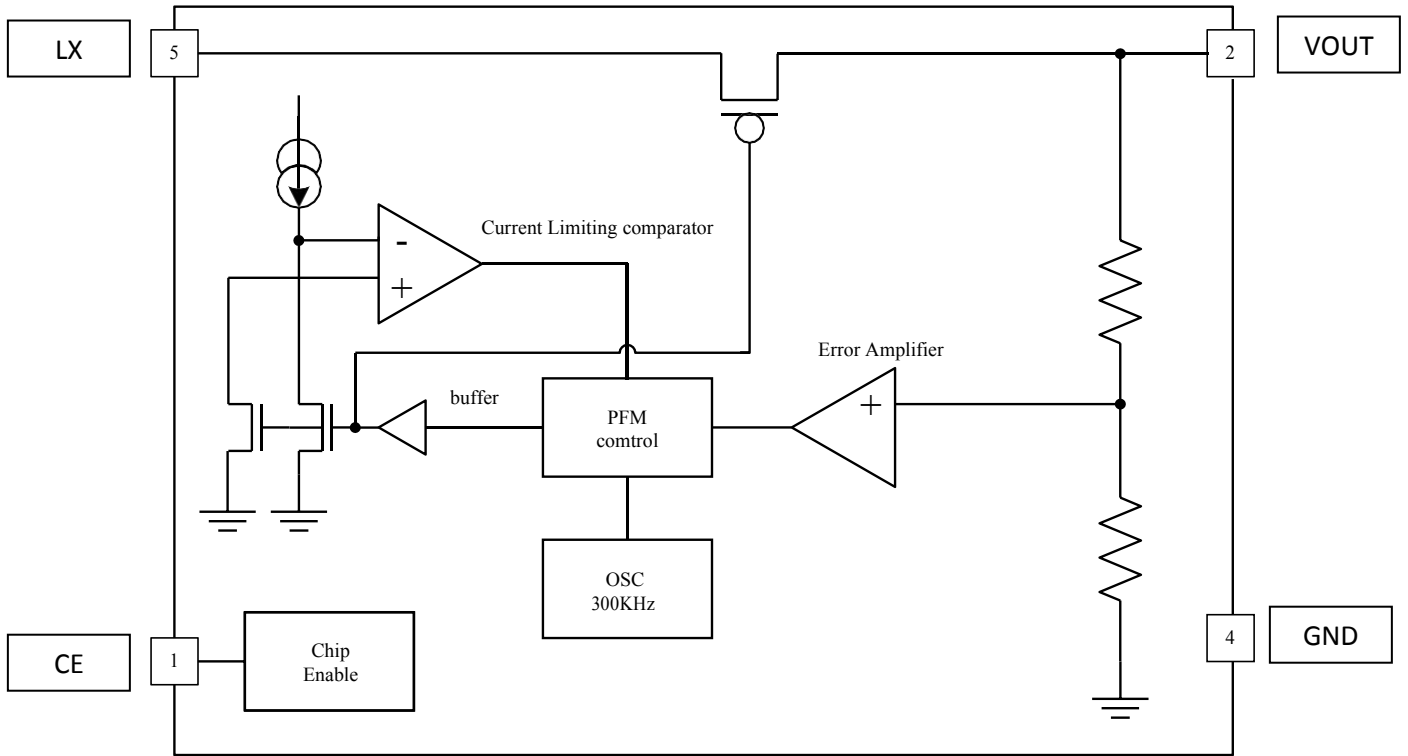 LX
5
2
VOUT
-
+
Current Limiting comparator
Error Amplifier
buffer
+
PFM
comtrol
OSC
300KHz
CE
1
Chip
Enable
4
GND